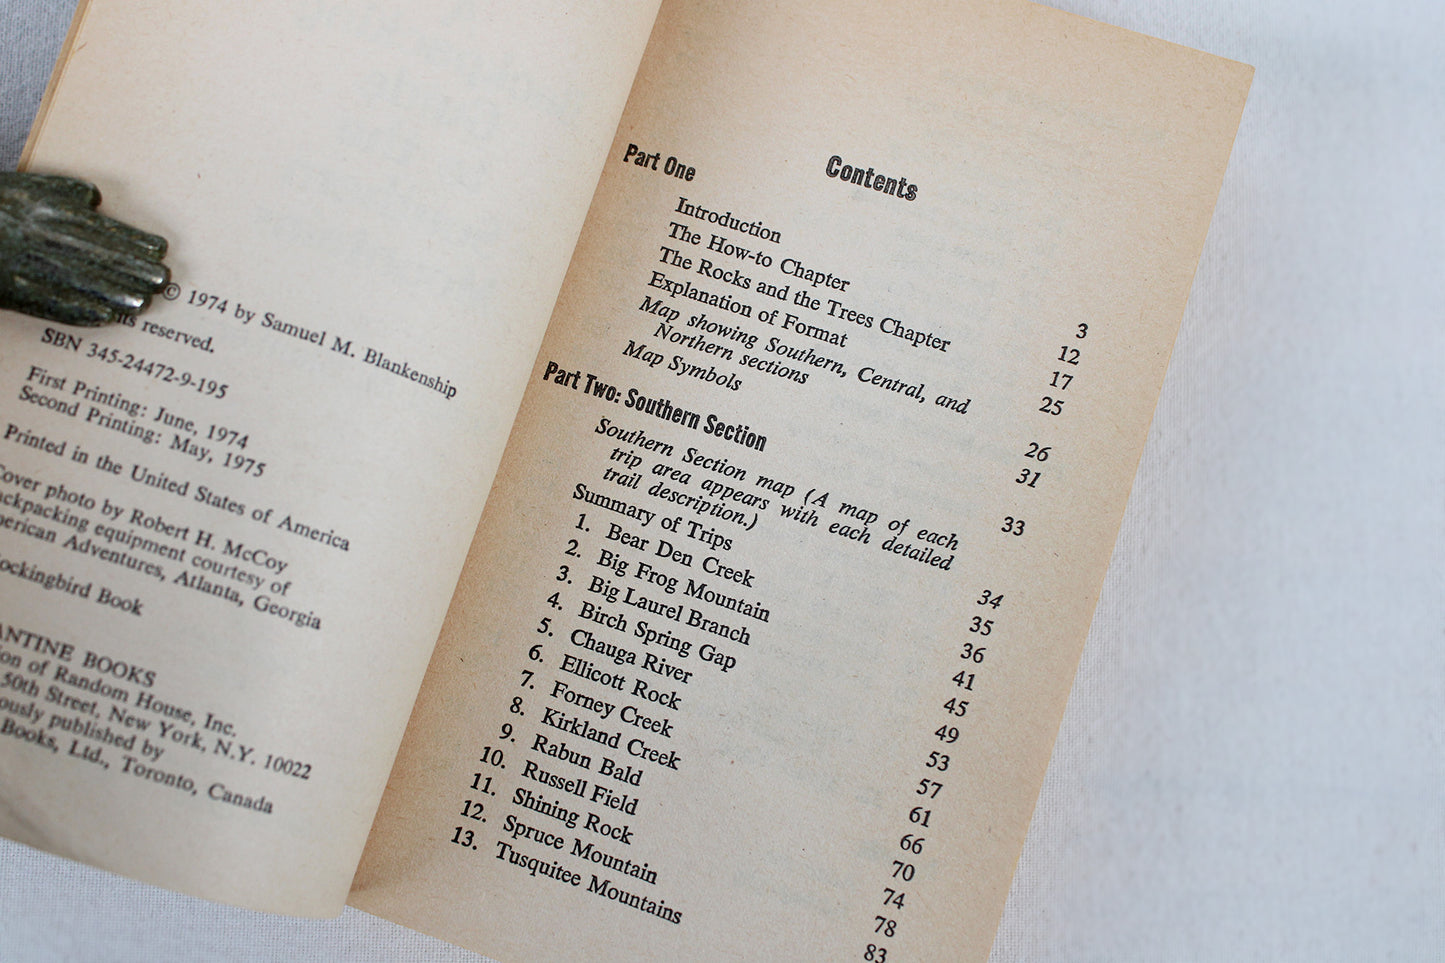 © 1974 by Samuel M. Blankenship
ts reserved.
SBN 345-24472-9-195
First Printing: June, 1974
Second Printing: May, 1975
Printed in the United States of America
Cover photo by Robert H. McCoy
ackpacking equipment courtesy of
merican Adventures, Atlanta, Georgia
ockingbird Book
ANTINE BOOKS
ion of Random House, Inc.
50th Street, New York, N.Y. 10022
ously published by
Books, Ltd., Toronto, Canada
Contents
Part One
Introduction 3
The How-to Chapter 12
The Rocks and the Trees Chapter 17
Explanation of Format 25
Map showing Southern, Central, and
Northern sections 26
Map Symbols 31
Part Two: Southern Section 33
Southern Section map (A map of each
trip area appears with each detailed
trail description.) 34
Summary of Trips 35
1. Bear Den Creek 36
2. Big Frog Mountain 41
3. Big Laurel Branch 45
4. Birch Spring Gap 49
5. Chauga River 53
6. Ellicott Rock 57
7. Forney Creek 61
8. Kirkland Creek 66
9. Rabun Bald 70
10. Russell Field 74
11. Shining Rock 78
12. Spruce Mountain 83
13. Tusquitee Mountains